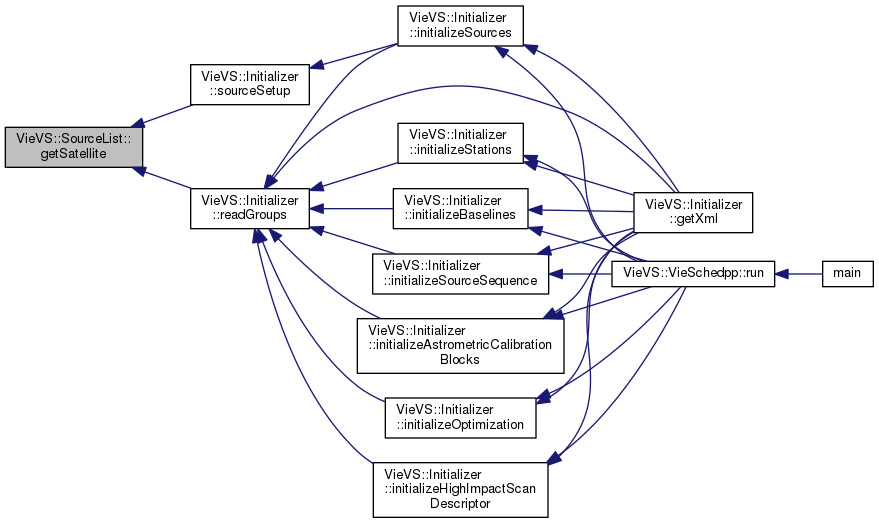 VieVS::SourceList::
getSatellite
VieVS::Initializer
::sourceSetup
VieVS::Initializer
::readGroups
VieVS::Initializer
::initializeSources
VieVS::Initializer
::initializeStations
VieVS::Initializer
::initializeBaselines
VieVS::Initializer
::initializeSourceSequence
VieVS::Initializer
::initializeAstrometricCalibration
Blocks
VieVS::Initializer
::initializeOptimization
VieVS::Initializer
::initializeHighImpactScan
Descriptor
VieVS::Initializer
::getXml
VieVS::VieSchedpp::run
main